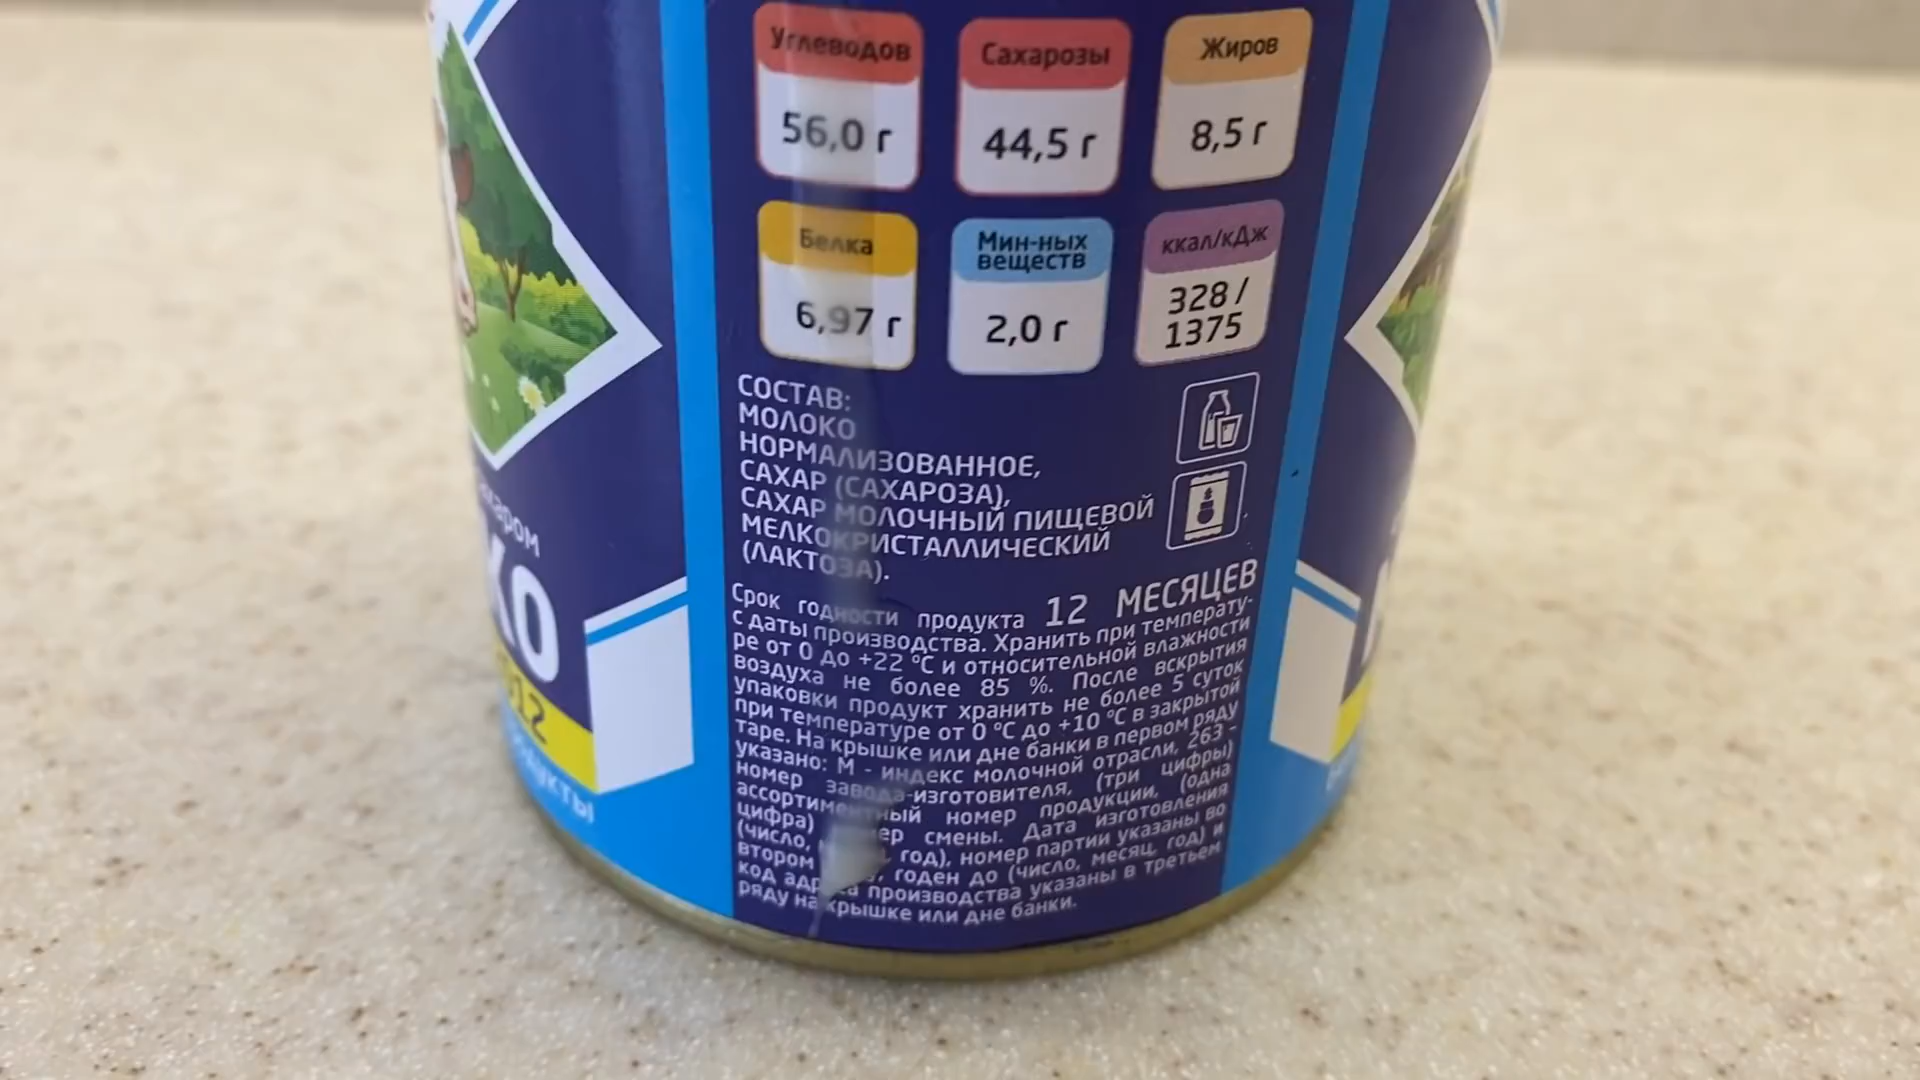 Углеводов
56,0 г
Сахарозы
44,5 г
Жиров
8,5 г
Белка
6,97 г
Мин-ных
веществ
2,0 г
ккал/кДж
328 /
1375
СОСТАВ:
МОЛОКО
НОРМАЛИЗОВАННОЕ,
САХАР (САХАРОЗА),
САХАР МОЛОЧНЫЙ ПИЩЕВОЙ
МЕЛКОКРИСТАЛЛИЧЕСКИЙ
(ЛАКТОЗА).
Срок годности продукта 12 МЕСЯЦЕВ
с даты производства. Хранить при температу-
ре от 0 до +22 °C и относительной влажности
воздуха не более 85 %. После вскрытия
упаковки продукт хранить не более 5 суток
при температуре от 0 °C до +10 °C в закрытой
таре. На крышке или дне банки в первом ряду
указано: М - индекс молочной отрасли, 263 -
номер завода-изготовителя, (три цифры)
ассортиментный номер продукции, (одна
цифра) смены. Дата изготовления
(число, год), номер партии указаны во
втором годен до (число, месяц, год) и
код производства указаны в третьем
ряду на крышке или дне банки.